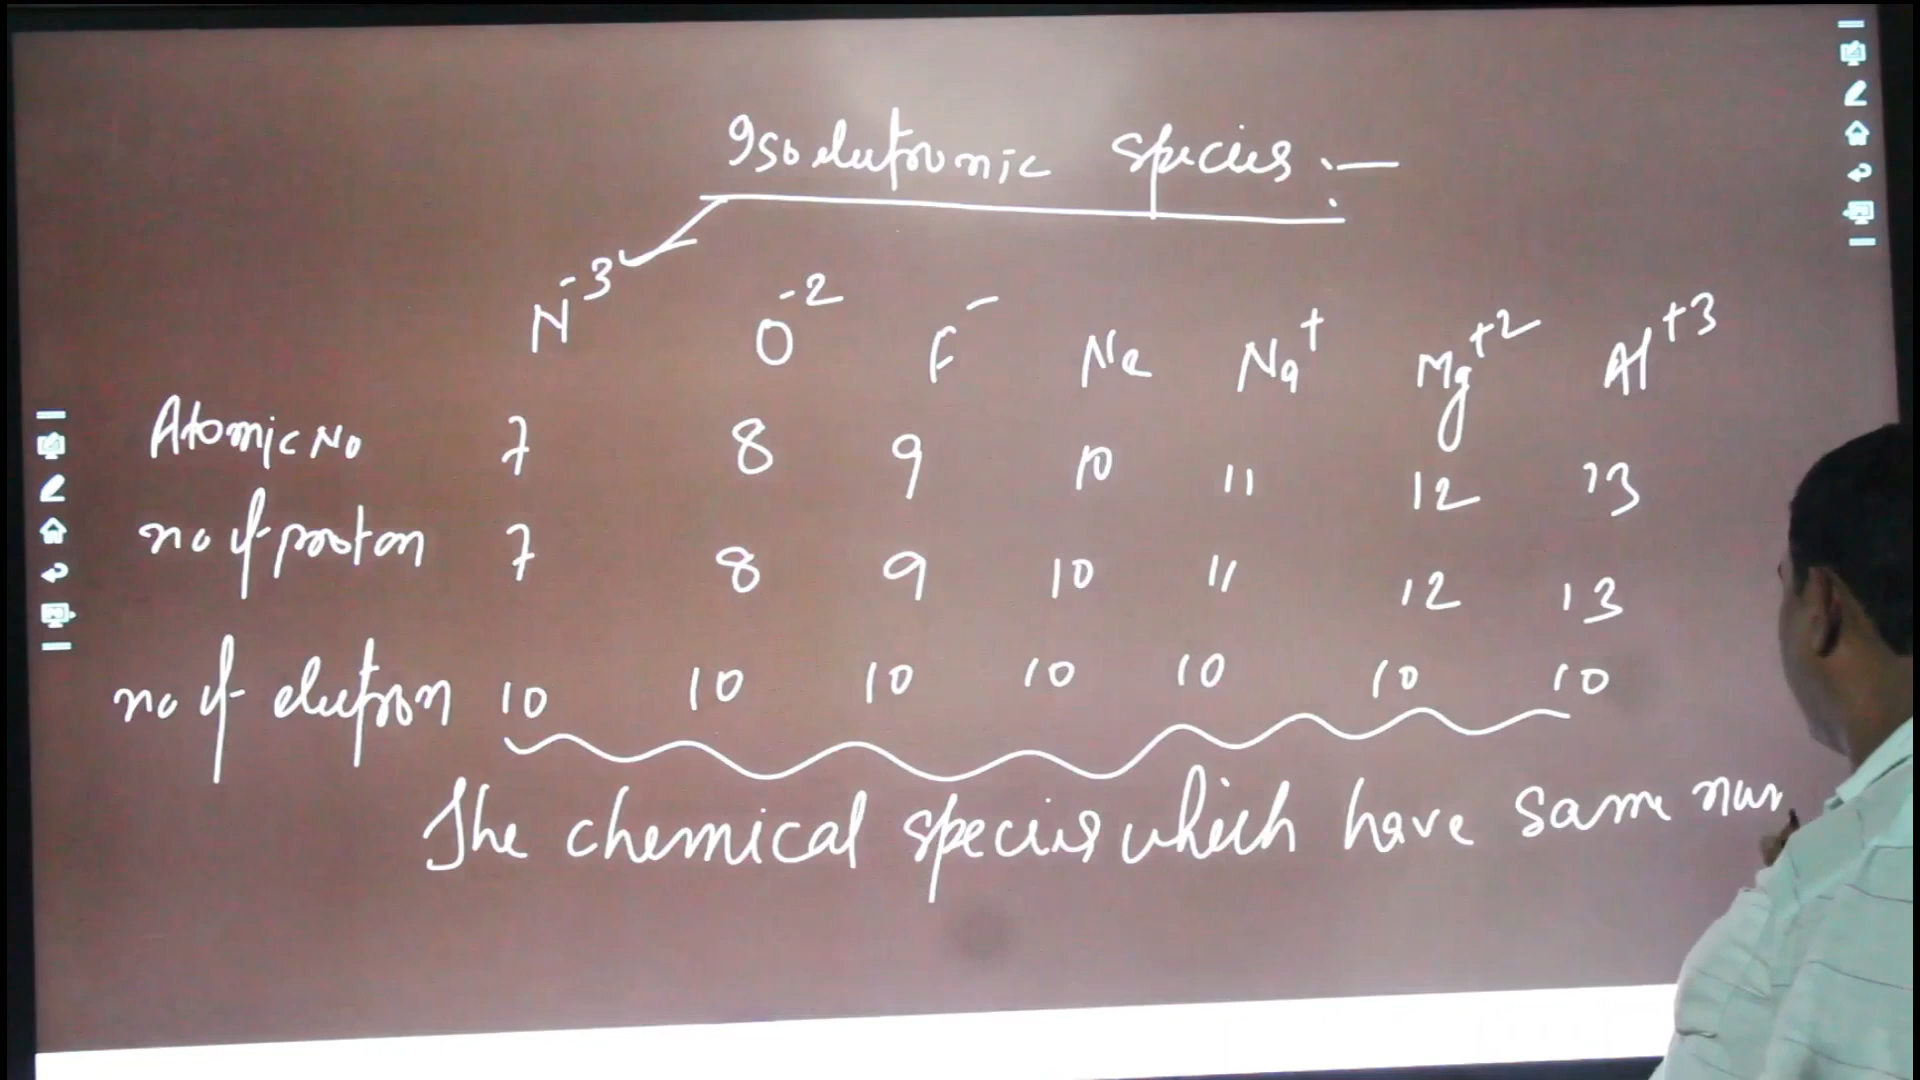 Isoelectronic species :-
N⁻³ O⁻² F⁻ Ne Na⁺ Mg⁺² Al⁺³
Atomic No 7 8 9 10 11 12 13
no of proton 7 8 9 10 11 12 13
no of electron 10 10 10 10 10 10 10
The chemical species which have same num